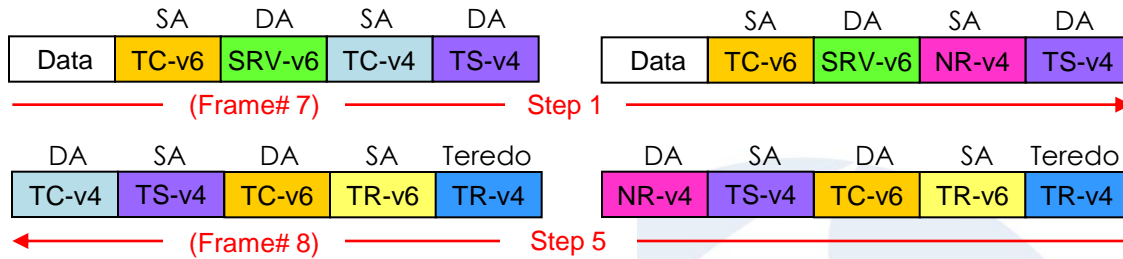 SA DA SA DA SA DA SA DA
Data TC-v6 SRV-v6 TC-v4 TS-v4 Data TC-v6 SRV-v6 NR-v4 TS-v4
(Frame# 7) Step 1
DA SA DA SA Teredo DA SA DA SA Teredo
TC-v4 TS-v4 TC-v6 TR-v6 TR-v4 NR-v4 TS-v4 TC-v6 TR-v6 TR-v4
(Frame# 8) Step 5